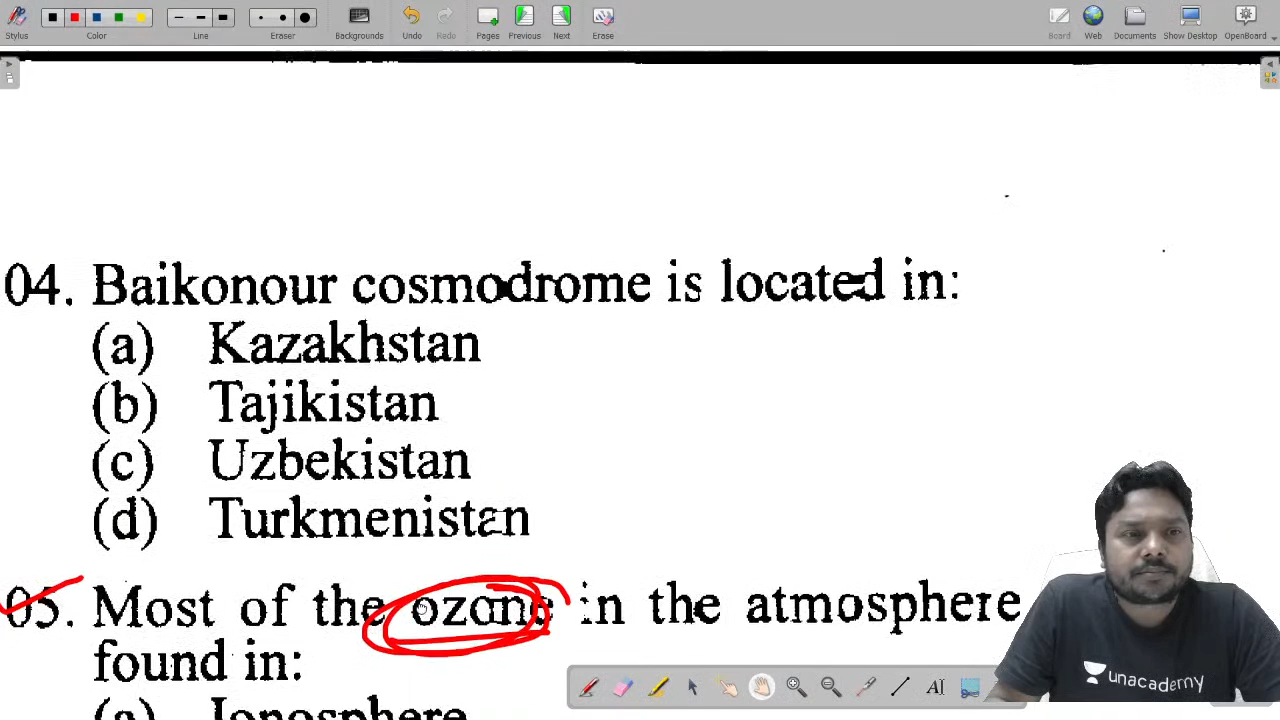 Stylus
Color
Line
Eraser
Backgrounds
Undo
Redo
Pages
Previous
Next
Erase
Board
Web
Documents
Show Desktop
OpenBoard
04. Baikonour cosmodrome is located in:
(a) Kazakhstan
(b) Tajikistan
(c) Uzbekistan
(d) Turkmenistan
05. Most of the ozone in the atmosphere
found in:
(a) Ionosphere
unacademy